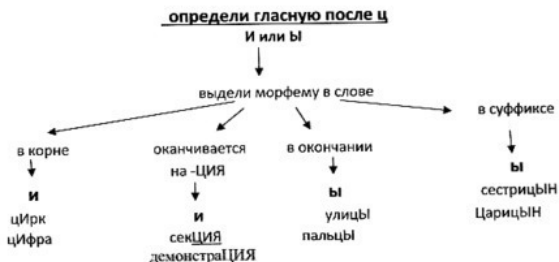 определи гласную после ц
И или Ы
выдели морфему в слове
в корне
И
цИрк
цИфра
оканчивается
на -ЦИЯ
и
секЦИЯ
демонстраЦИЯ
в окончании
Ы
улицЫ
пальцЫ
в суффиксе
Ы
сестрицЫН
ЦарицЫН